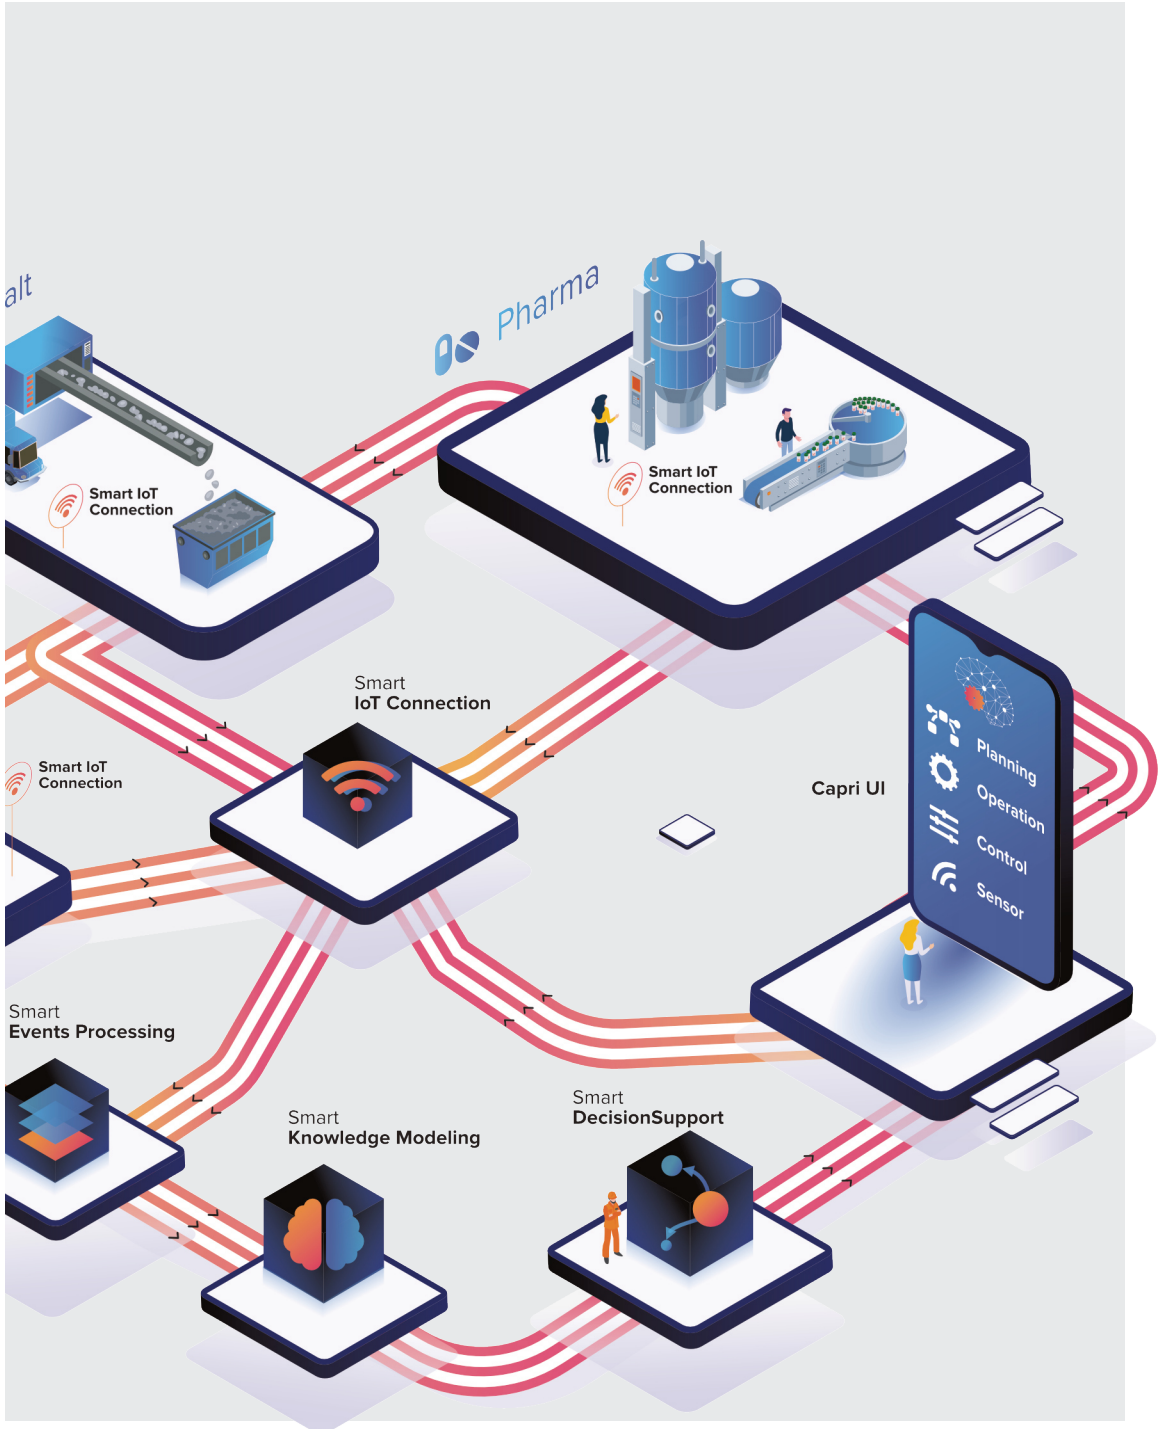 alt
Pharma
Smart IoT
Connection
Smart IoT
Connection
Smart
IoT Connection
Smart IoT
Connection
Capri UI
Planning
Operation
Control
Sensor
Smart
Events Processing
Smart
Knowledge Modeling
Smart
DecisionSupport